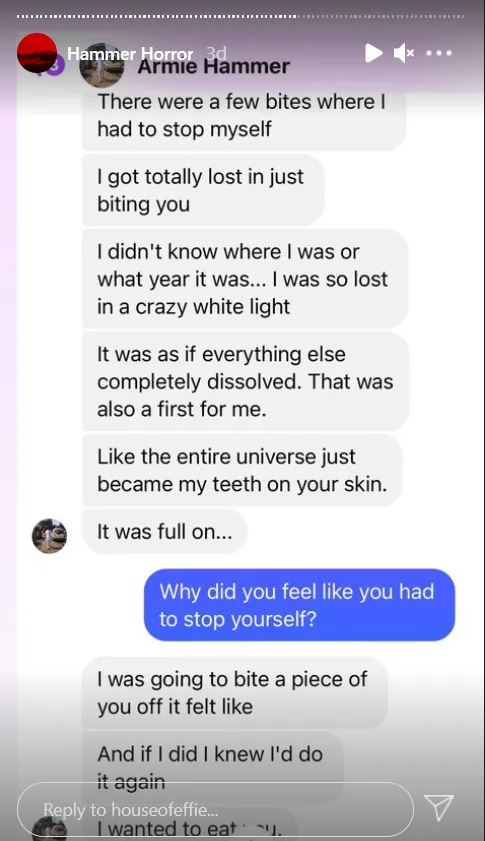 Hammer Horror 3d
Armie Hammer
There were a few bites where I
had to stop myself
I got totally lost in just
biting you
I didn't know where I was or
what year it was... I was so lost
in a crazy white light
It was as if everything else
completely dissolved. That was
also a first for me.
Like the entire universe just
became my teeth on your skin.
It was full on...
Why did you feel like you had
to stop yourself?
I was going to bite a piece of
you off it felt like
And if I did I knew I'd do
it again
Reply to houseofeffie...
I wanted to eat you.